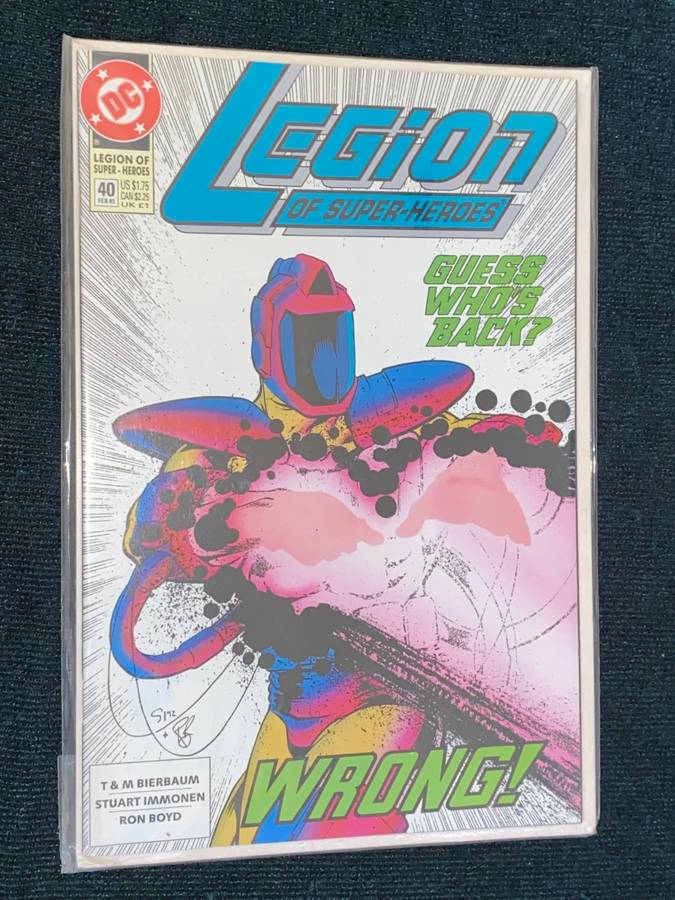 DC
LEGION OF
SUPER-HEROES
40
FEB 93
US $1.75
CAN $2.25
UK £1
LEGION
OF SUPER-HEROES
GUESS
WHO'S
BACK?
WRONG!
SI92
+
T & M BIERBAUM
STUART IMMONEN
RON BOYD